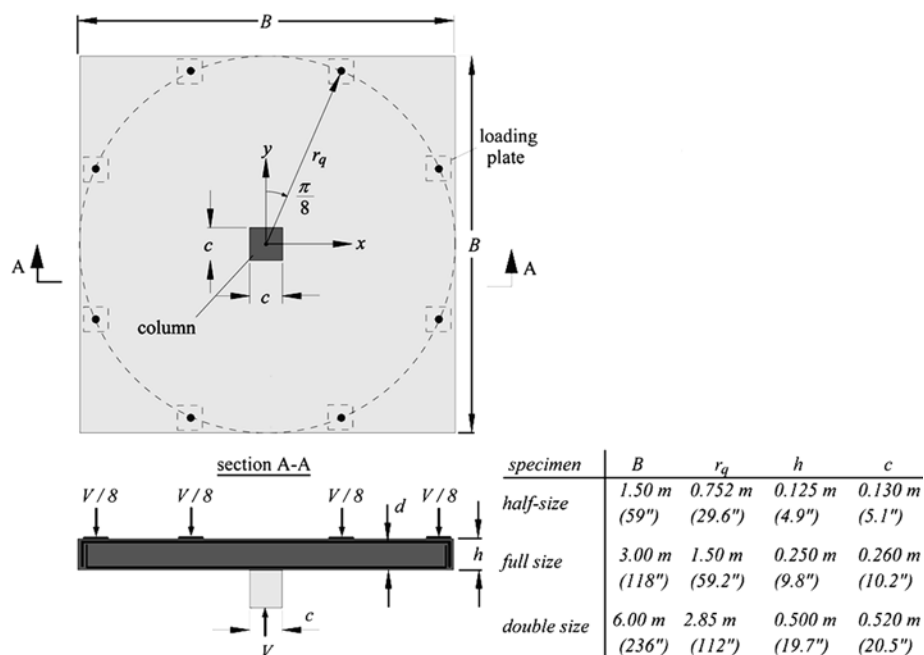 B
loading
plate
y
r_q
π/8
c
x
B
A
A
c
column
section A-A
V / 8
V / 8
V / 8
V / 8
d
h
c
V
specimen B r_q h c
half-size 1.50 m 0.752 m 0.125 m 0.130 m
(59") (29.6") (4.9") (5.1")
full size 3.00 m 1.50 m 0.250 m 0.260 m
(118") (59.2") (9.8") (10.2")
double size 6.00 m 2.85 m 0.500 m 0.520 m
(236") (112") (19.7") (20.5")